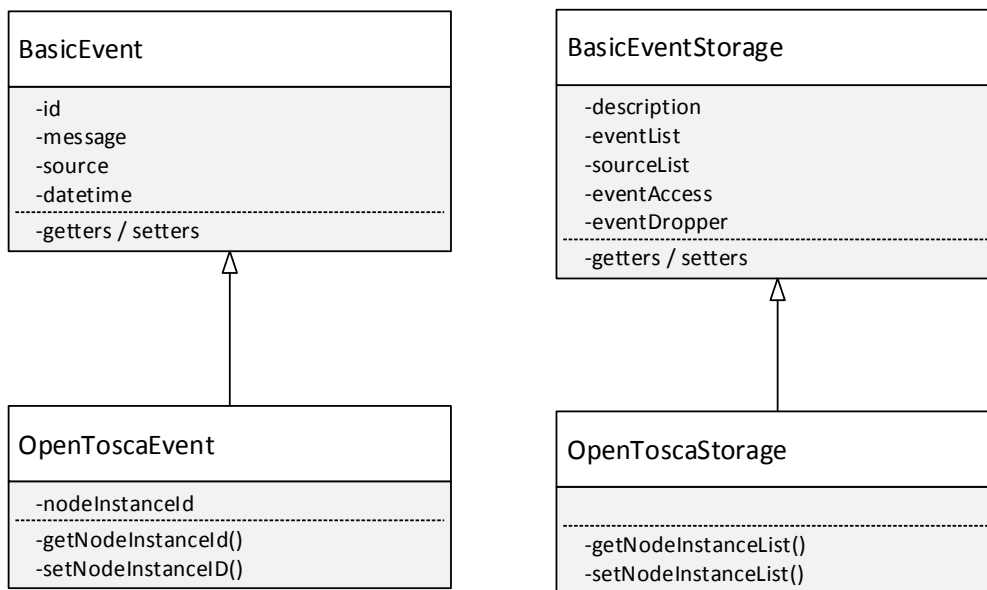 BasicEvent
-id
-message
-source
-datetime
-getters / setters
BasicEventStorage
-description
-eventList
-sourceList
-eventAccess
-eventDropper
-getters / setters
OpenToscaEvent
-nodeInstanceId
-getNodeInstanceId()
-setNodeInstanceID()
OpenToscaStorage
-getNodeInstanceList()
-setNodeInstanceList()